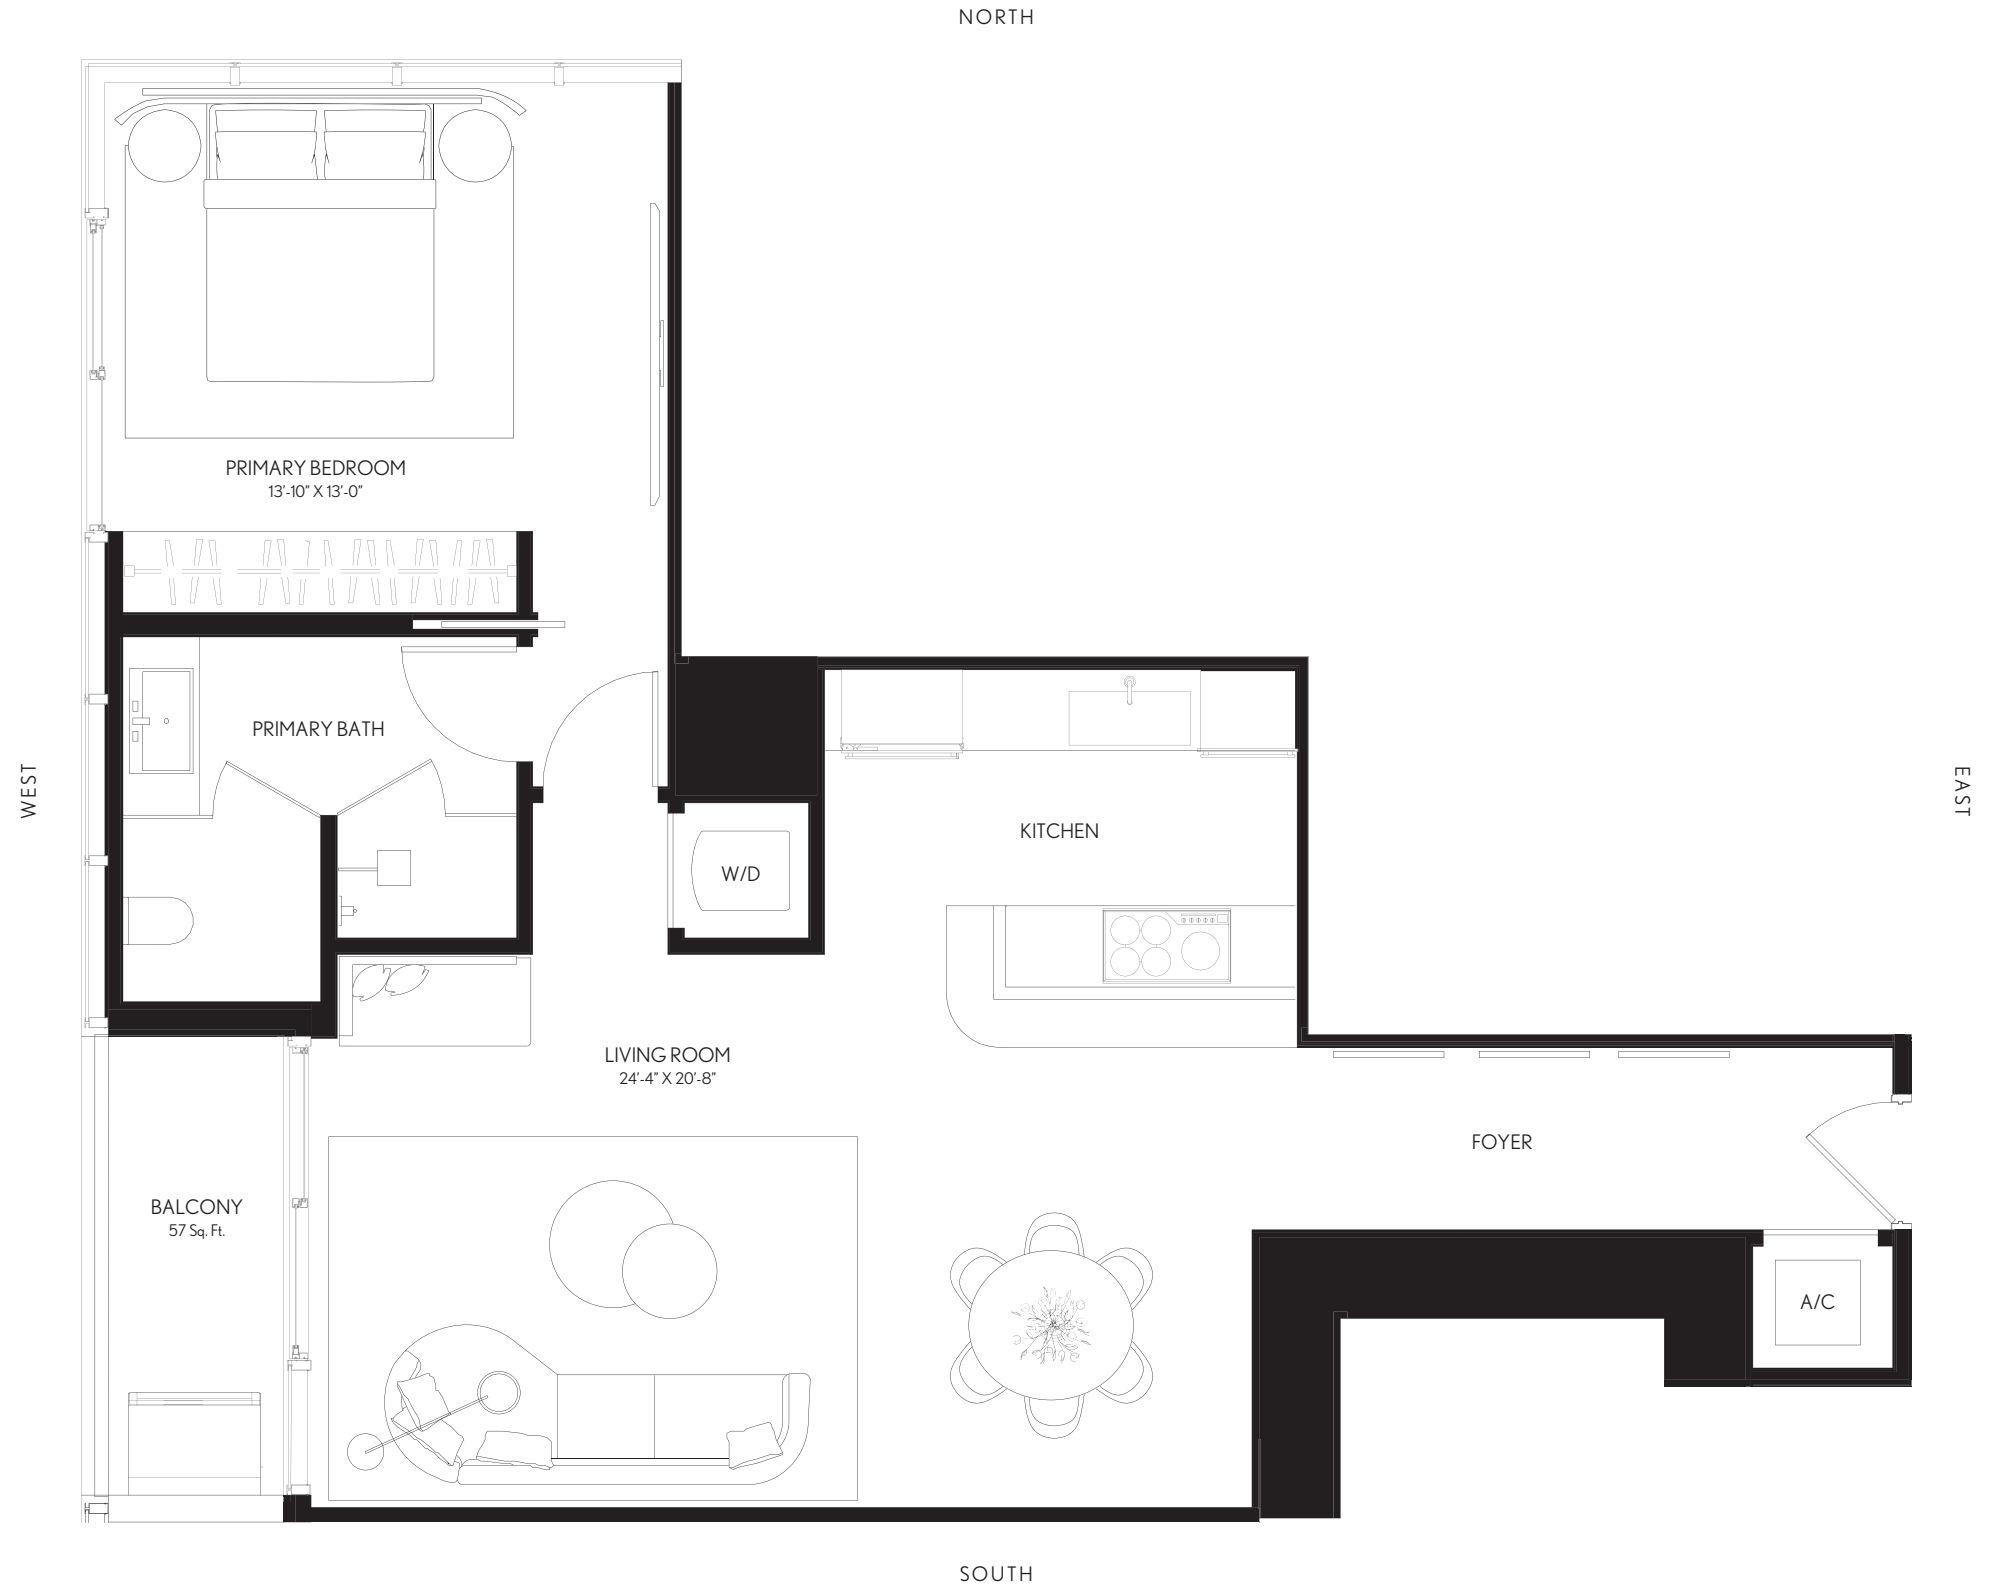 NORTH
PRIMARY BEDROOM
13'-10" X 13'-0"
PRIMARY BATH
WEST
EAST
KITCHEN
W/D
LIVING ROOM
24'-4" X 20'-8"
FOYER
BALCONY
57 Sq. Ft.
A/C
SOUTH